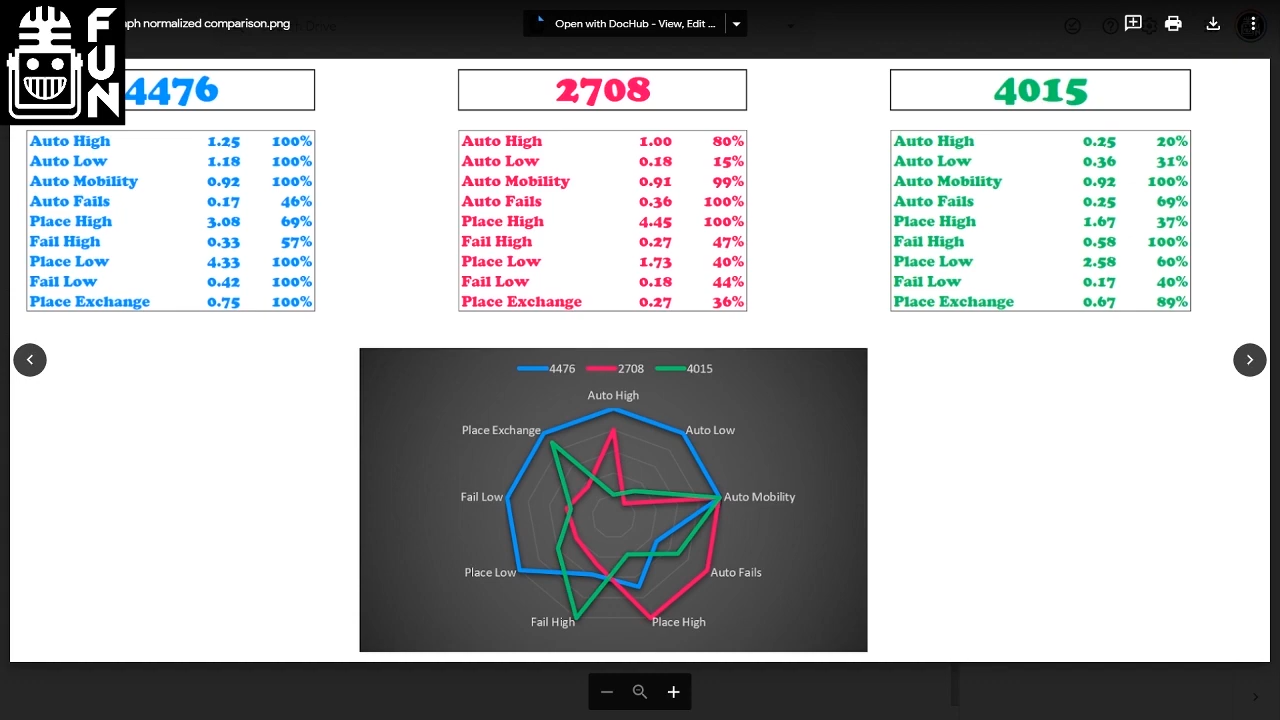 FUN
aph normalized comparison.png
Open with DocHub - View, Edit ...
4476
Auto High 1.25 100%
Auto Low 1.18 100%
Auto Mobility 0.92 100%
Auto Fails 0.17 46%
Place High 3.08 69%
Fail High 0.33 57%
Place Low 4.33 100%
Fail Low 0.42 100%
Place Exchange 0.75 100%
2708
Auto High 1.00 80%
Auto Low 0.18 15%
Auto Mobility 0.91 99%
Auto Fails 0.36 100%
Place High 4.45 100%
Fail High 0.27 47%
Place Low 1.73 40%
Fail Low 0.18 44%
Place Exchange 0.27 36%
4015
Auto High 0.25 20%
Auto Low 0.36 31%
Auto Mobility 0.92 100%
Auto Fails 0.25 69%
Place High 1.67 37%
Fail High 0.58 100%
Place Low 2.58 60%
Fail Low 0.17 40%
Place Exchange 0.67 89%
4476 2708 4015
Auto High
Place Exchange Auto Low
Fail Low Auto Mobility
Place Low Auto Fails
Fail High Place High